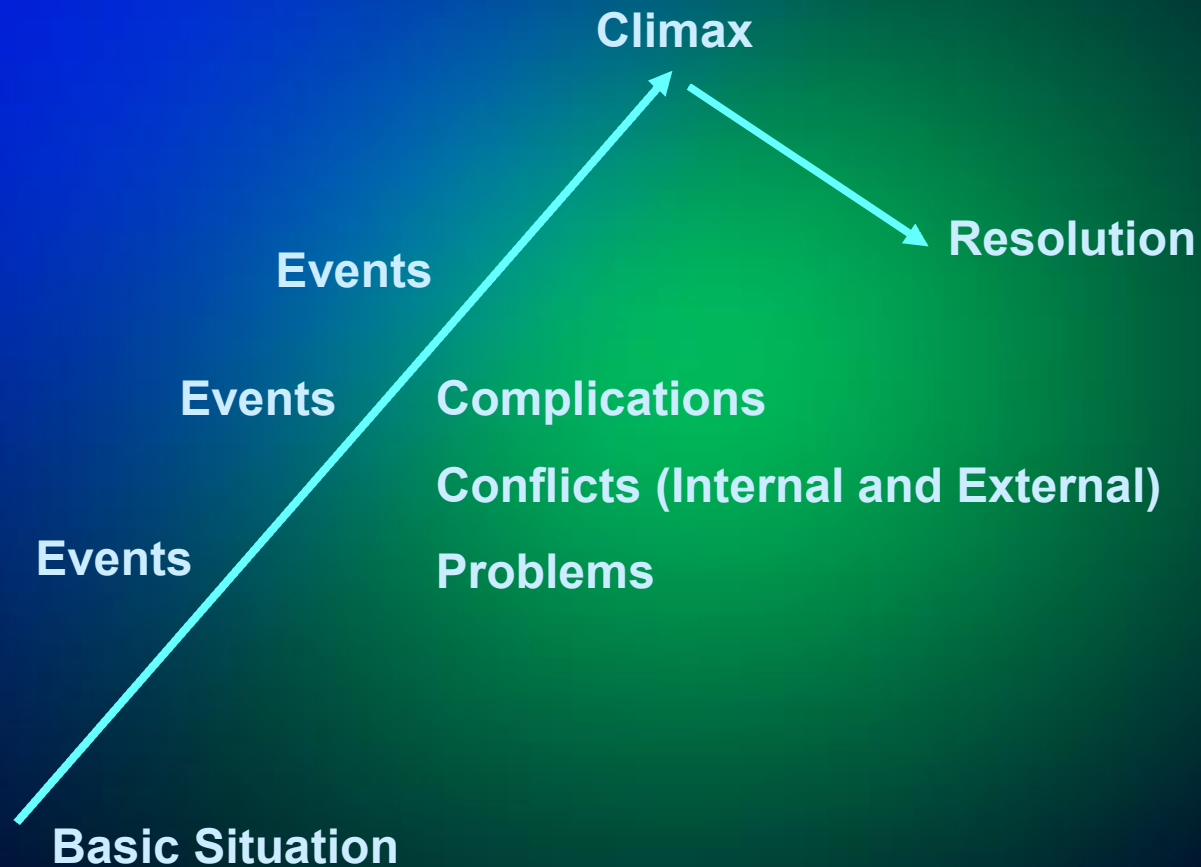 Climax
Resolution
Events
Events
Complications
Conflicts (Internal and External)
Events
Problems
Basic Situation